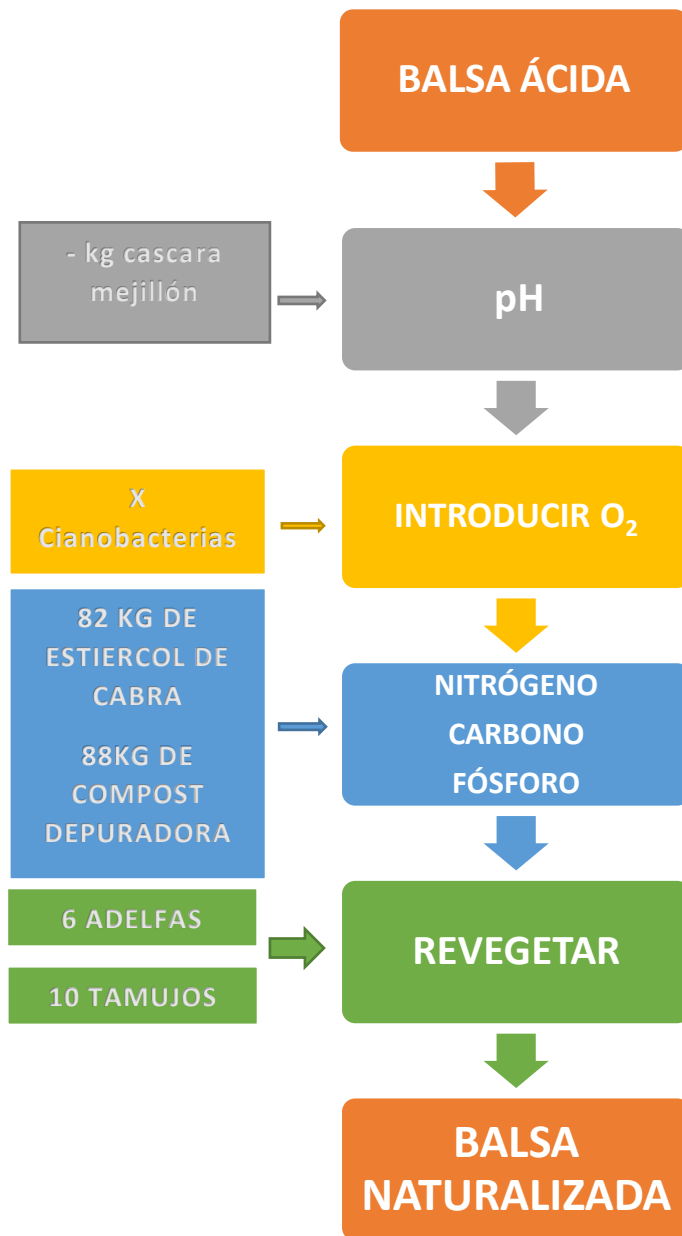 BALSA ÁCIDA
- kg cascara
mejillón
pH
X
Cianobacterias
INTRODUCIR O₂
82 KG DE
ESTIERCOL DE
CABRA
88KG DE
COMPOST
DEPURADORA
NITRÓGENO
CARBONO
FÓSFORO
6 ADELFAS
10 TAMUJOS
REVEGETAR
BALSA
NATURALIZADA